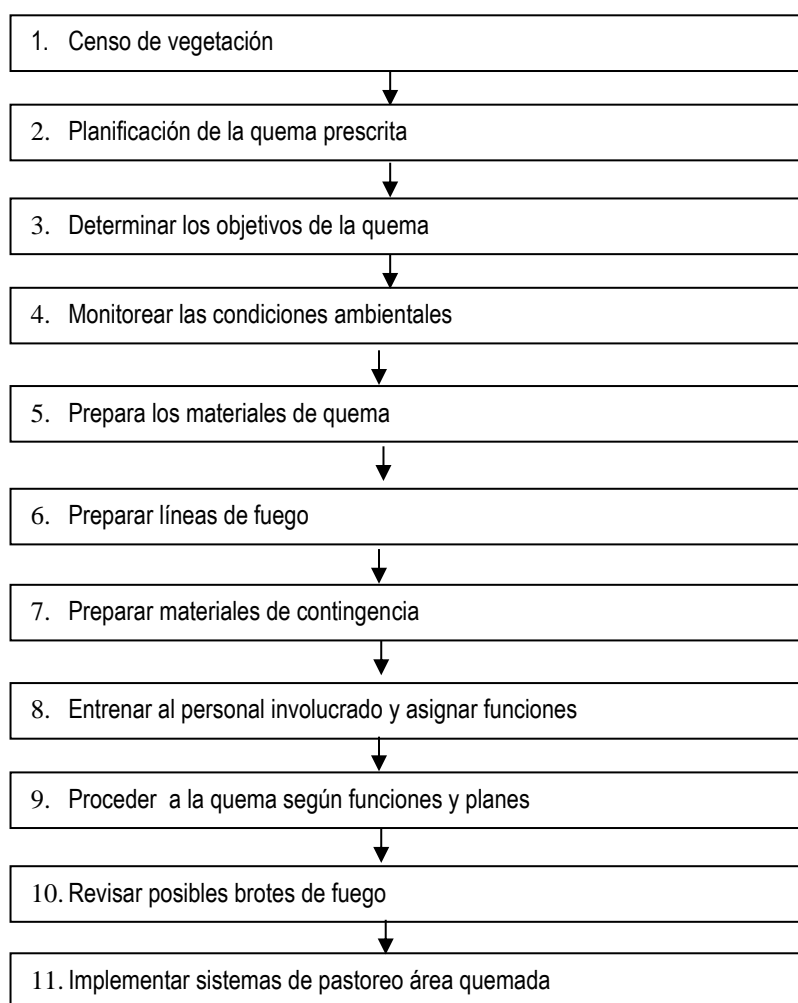 1. Censo de vegetación
2. Planificación de la quema prescrita
3. Determinar los objetivos de la quema
4. Monitorear las condiciones ambientales
5. Prepara los materiales de quema
6. Preparar líneas de fuego
7. Preparar materiales de contingencia
8. Entrenar al personal involucrado y asignar funciones
9. Proceder a la quema según funciones y planes
10. Revisar posibles brotes de fuego
11. Implementar sistemas de pastoreo área quemada